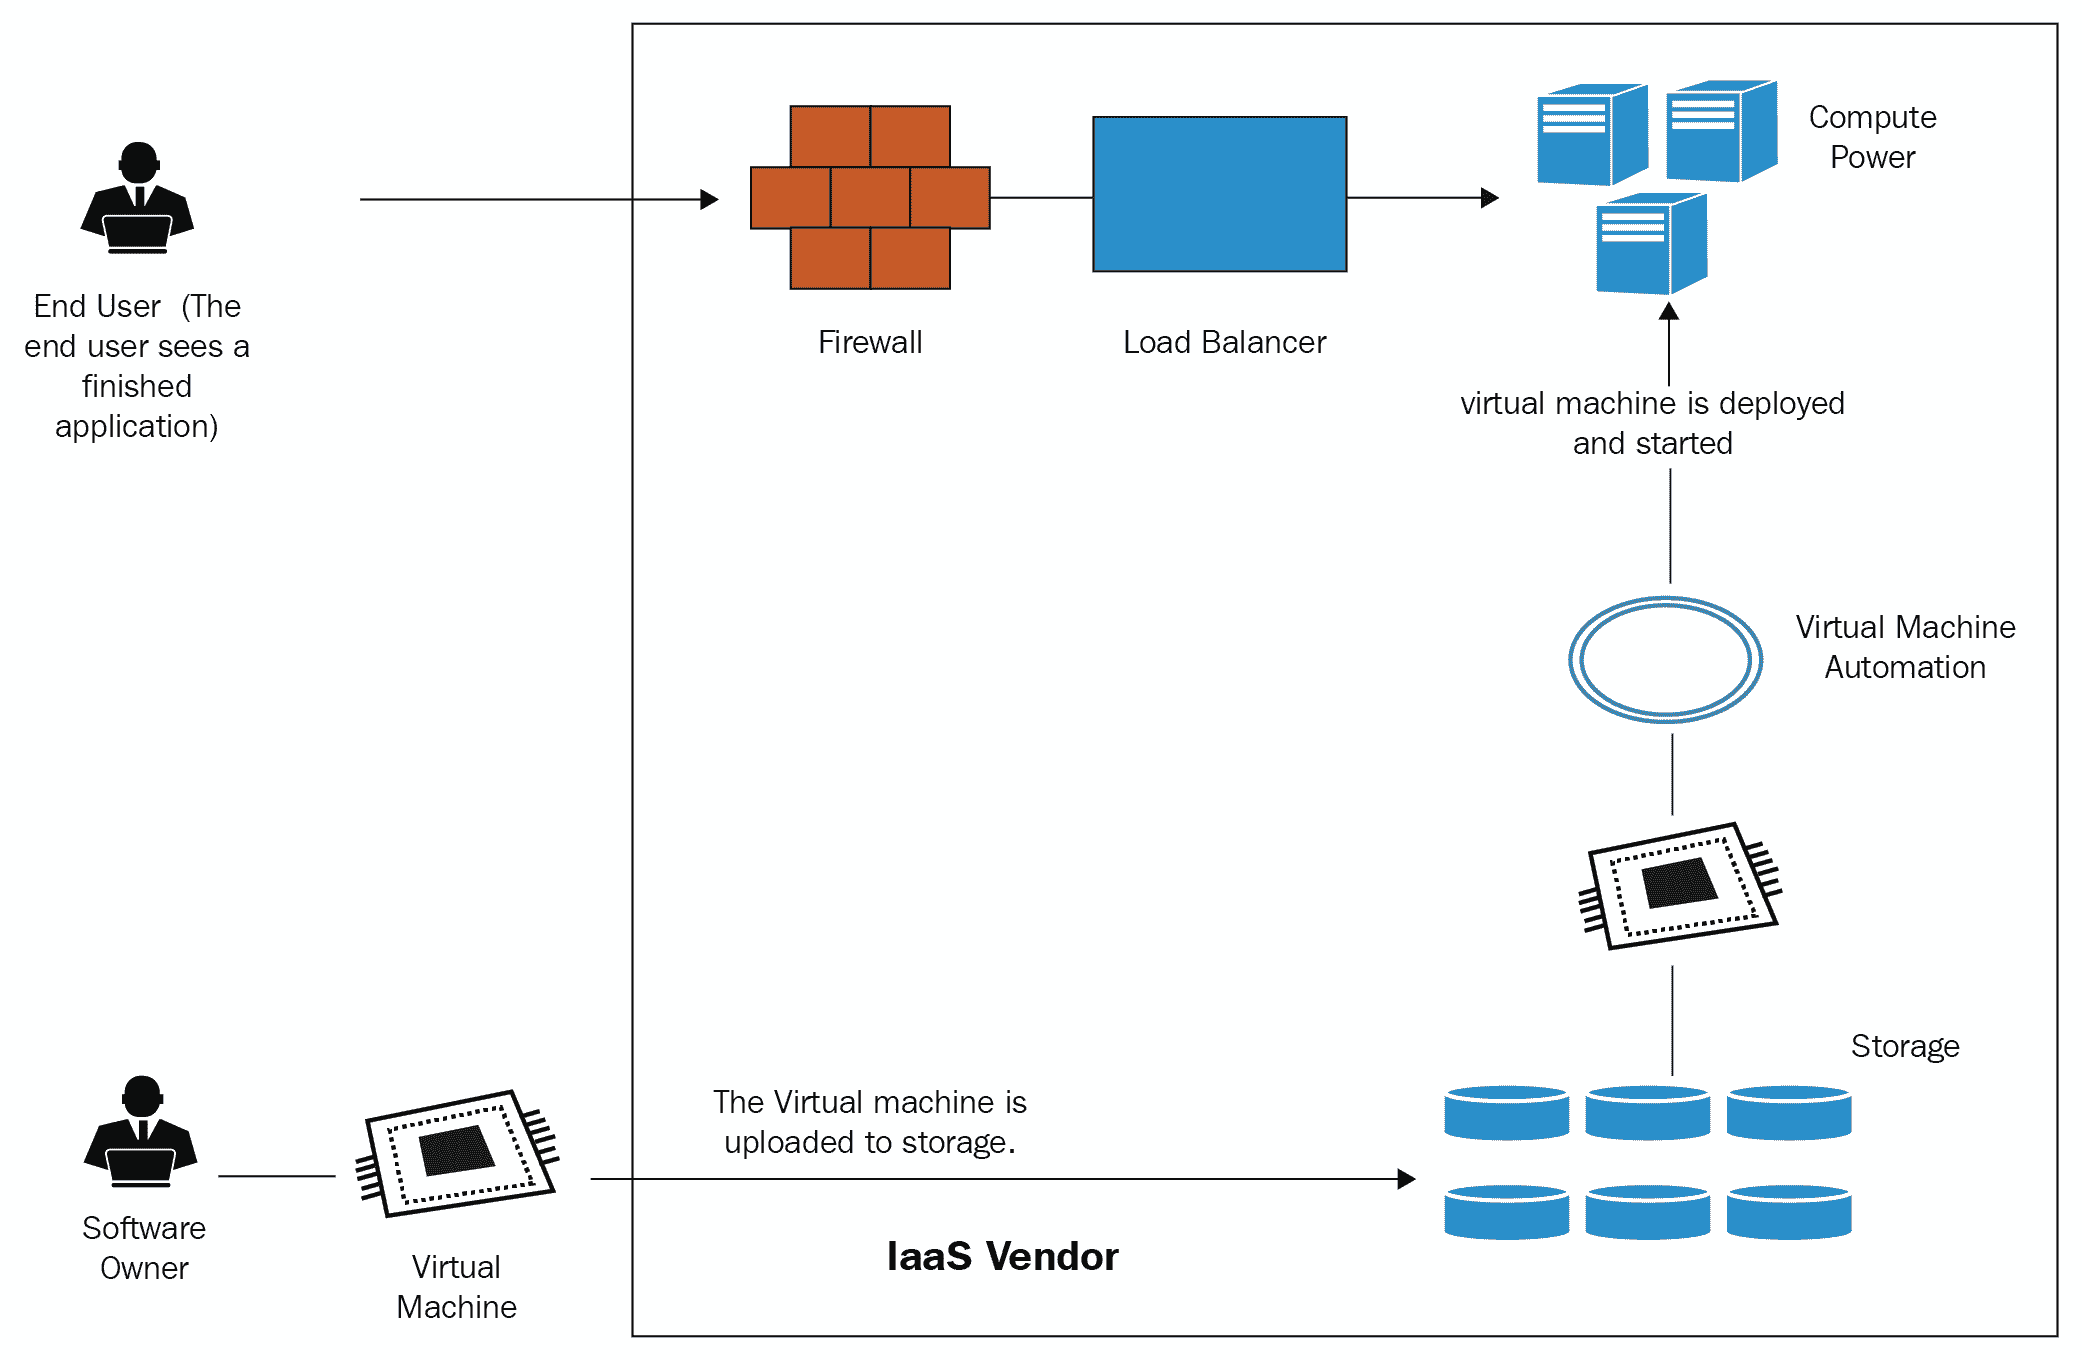 Compute
Power
End User  (The
end user sees a
finished
application)
Firewall
Load Balancer
virtual machine is deployed
and started
Virtual Machine
Automation
Storage
The Virtual machine is
uploaded to storage.
Software
Owner
Virtual
Machine
IaaS Vendor